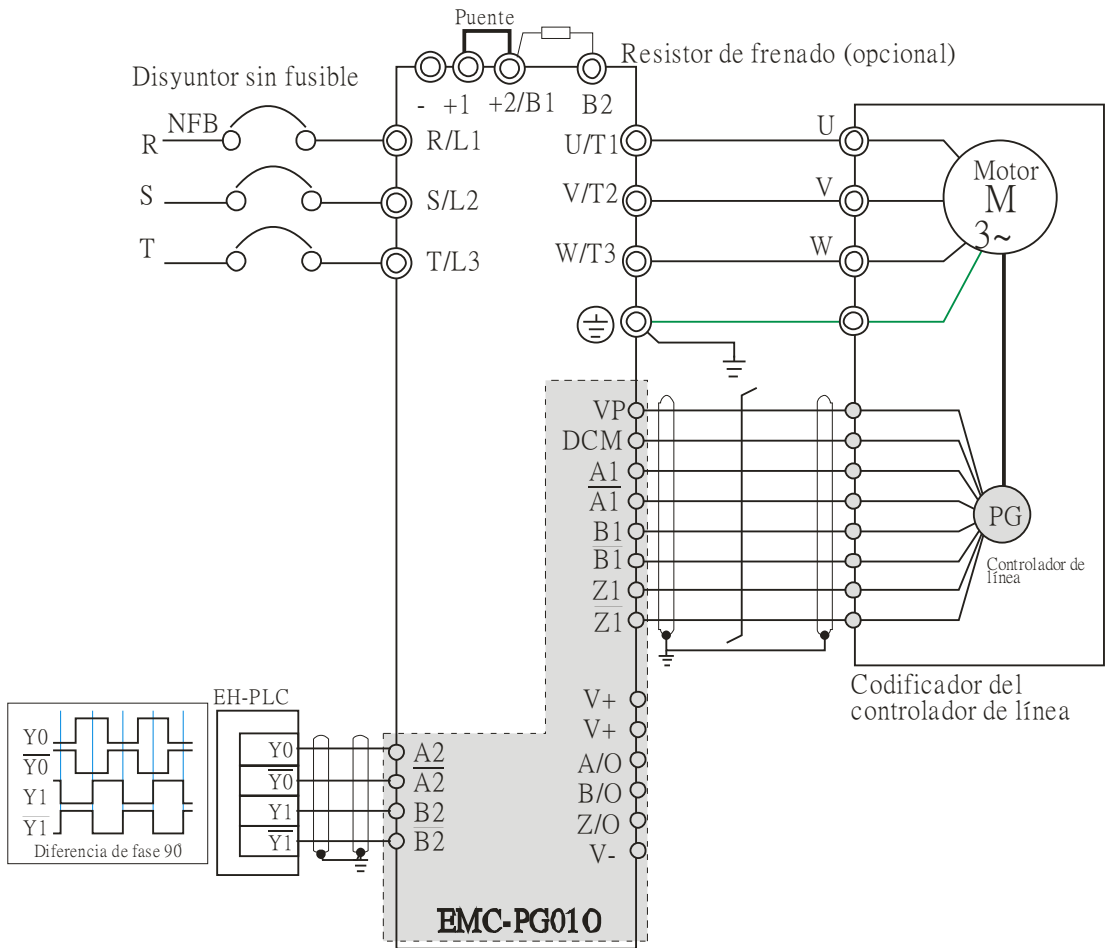 Puente
Resistor de frenado (opcional)
Disyuntor sin fusible
- +1 +2/B1 B2
R NFB R/L1 U/T1 U
S S/L2 V/T2 V
T T/L3 W/T3 W
Motor
M
3~
VP
DCM
A1
A1
B1
B1
Z1
Z1
PG
Controlador de
línea
Codificador del
controlador de línea
V+
V+
A/O
B/O
Z/O
V-
EH-PLC
Y0 Y0 A2
Y0 Y0 A2
Y1 Y1 B2
Y1 Y1 B2
Diferencia de fase 90
EMC-PG01O